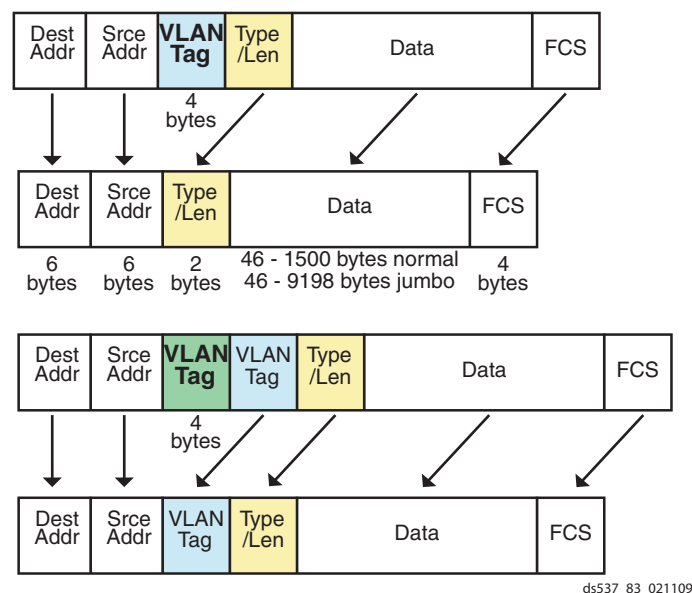 Dest Addr
Srce Addr
VLAN Tag
Type /Len
Data
FCS
4 bytes
Dest Addr
Srce Addr
Type /Len
Data
FCS
6 bytes
6 bytes
2 bytes
46 - 1500 bytes normal
46 - 9198 bytes jumbo
4 bytes
Dest Addr
Srce Addr
VLAN Tag
VLAN Tag
Type /Len
Data
FCS
4 bytes
Dest Addr
Srce Addr
VLAN Tag
Type /Len
Data
FCS
ds537_83_021109